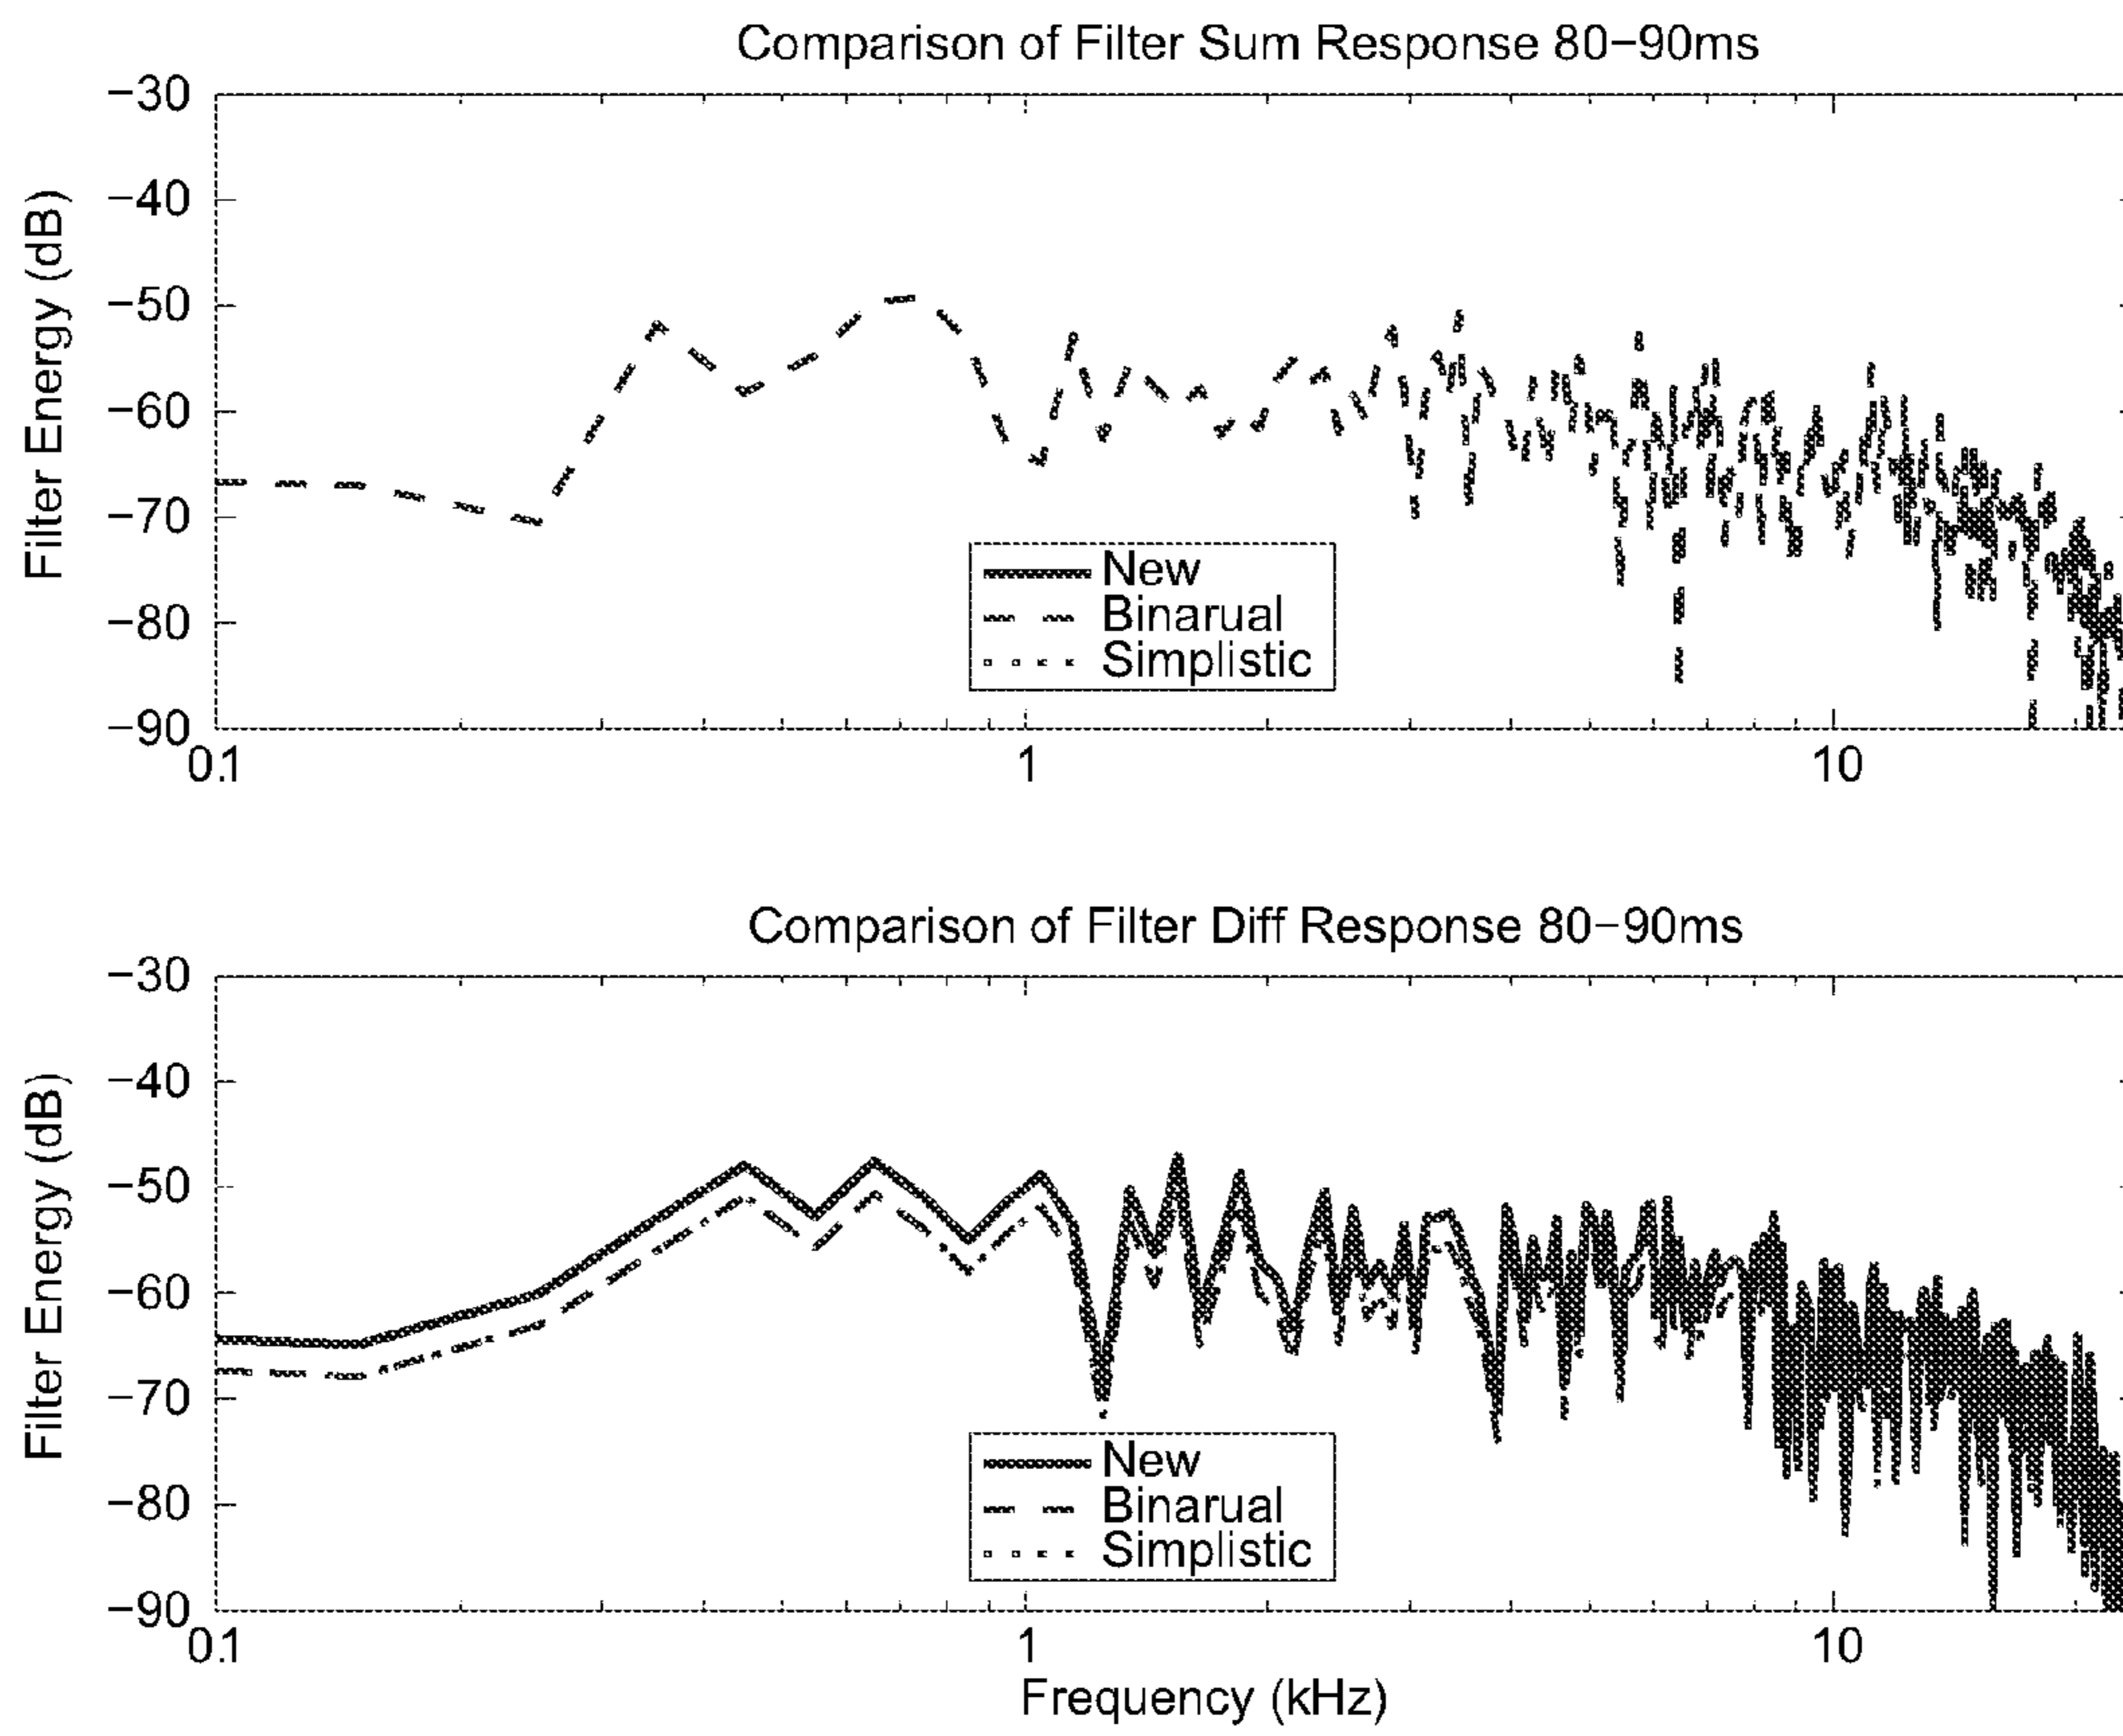 Comparison of Filter Sum Response 80−90ms
Filter Energy (dB)
−30
−40
−50
−60
−70
−80
−90
0.1
1
10
New
Binarual
Simplistic
Comparison of Filter Diff Response 80−90ms
Filter Energy (dB)
−30
−40
−50
−60
−70
−80
−90
0.1
1
10
New
Binarual
Simplistic
Frequency (kHz)